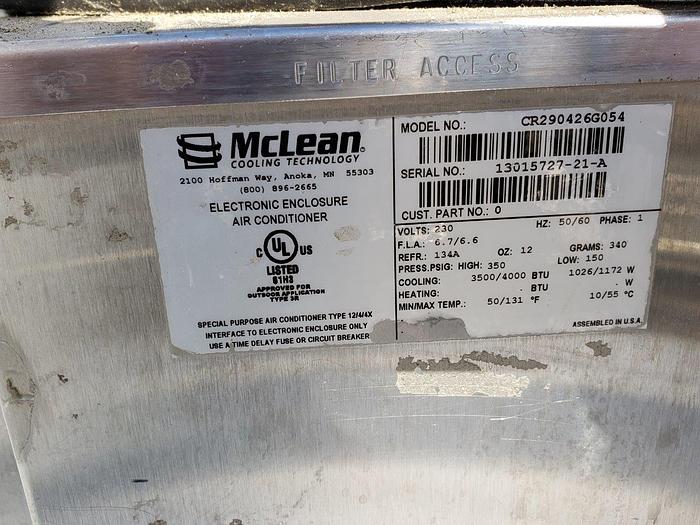 FILTER ACCESS
McLean®
COOLING TECHNOLOGY
2100 Hoffman Way, Anoka, MN 55303
(800) 896-2665
ELECTRONIC ENCLOSURE
AIR CONDITIONER
C UL US
LISTED
61H3
APPROVED FOR
OUTDOOR APPLICATION
TYPE 3R
SPECIAL PURPOSE AIR CONDITIONER TYPE 12/4/4X
INTERFACE TO ELECTRONIC ENCLOSURE ONLY
USE A TIME DELAY FUSE OR CIRCUIT BREAKER
MODEL NO.: CR290426G054
SERIAL NO.: 13015727-21-A
CUST. PART NO.: 0
VOLTS: 230 HZ: 50/60 PHASE: 1
F.L.A.: 6.7/6.6
REFR.: 134A OZ: 12 GRAMS: 340
PRESS.PSIG: HIGH: 350 LOW: 150
COOLING: 3500/4000 BTU 1026/1172 W
HEATING: . BTU . W
MIN/MAX TEMP.: 50/131 °F 10/55 °C
ASSEMBLED IN U.S.A.